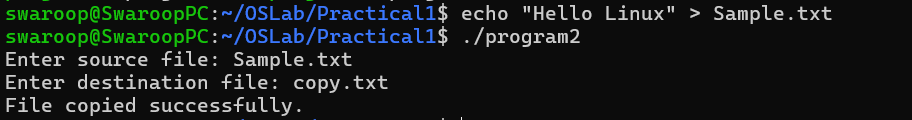 swaroop@SwaroopPC:~/OSLab/Practical1$ echo "Hello Linux" > Sample.txt
swaroop@SwaroopPC:~/OSLab/Practical1$ ./program2
Enter source file: Sample.txt
Enter destination file: copy.txt
File copied successfully.